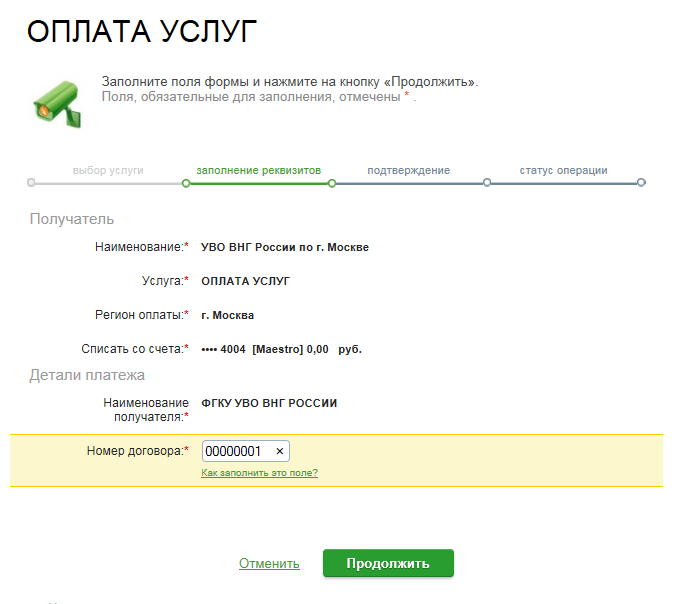 ОПЛАТА УСЛУГ
Заполните поля формы и нажмите на кнопку «Продолжить».
Поля, обязательные для заполнения, отмечены * .
выбор услуги
заполнение реквизитов
подтверждение
статус операции
Получатель
Наименование:* УВО ВНГ России по г. Москве
Услуга:* ОПЛАТА УСЛУГ
Регион оплаты:* г. Москва
Списать со счета:* •••• 4004 [Maestro] 0,00 руб.
Детали платежа
Наименование
получателя:* ФГКУ УВО ВНГ РОССИИ
Номер договора:* 00000001 ×
Как заполнить это поле?
Отменить Продолжить